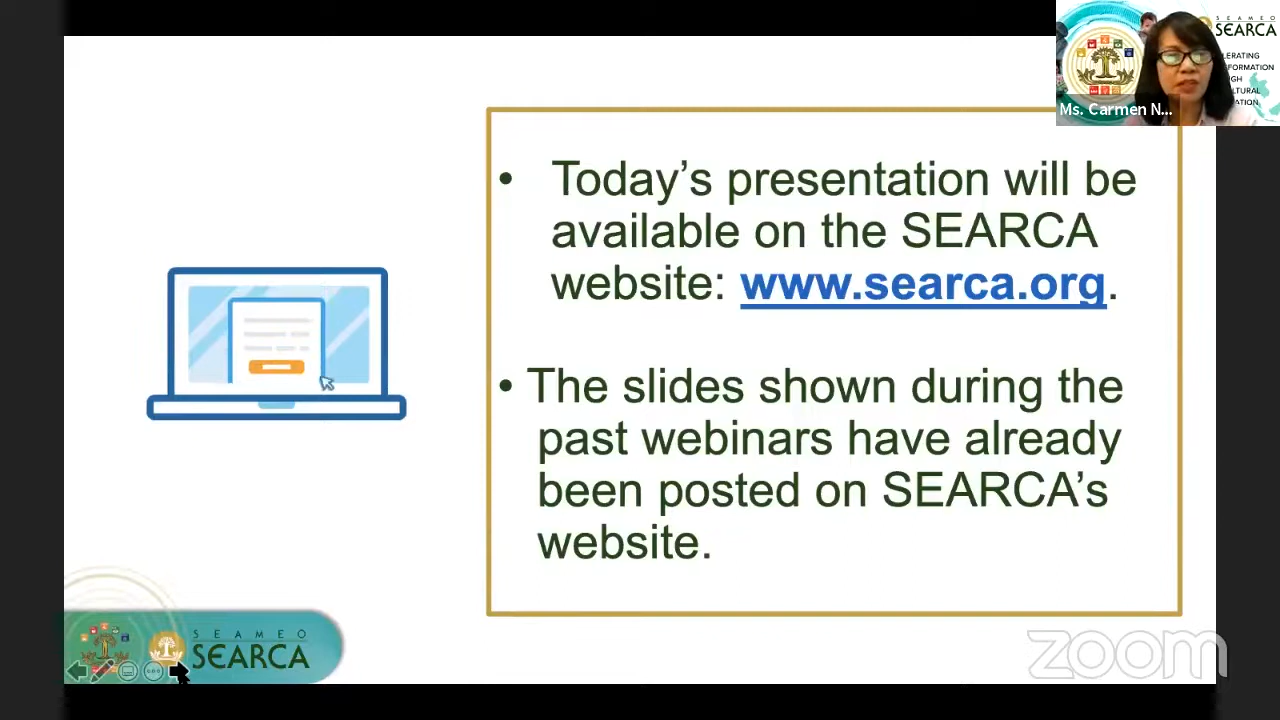 SEAMEO
SEARCA
Ms. Carmen N...
• Today’s presentation will be
available on the SEARCA
website: www.searca.org.
• The slides shown during the
past webinars have already
been posted on SEARCA’s
website.
SEAMEO
SEARCA
zoom